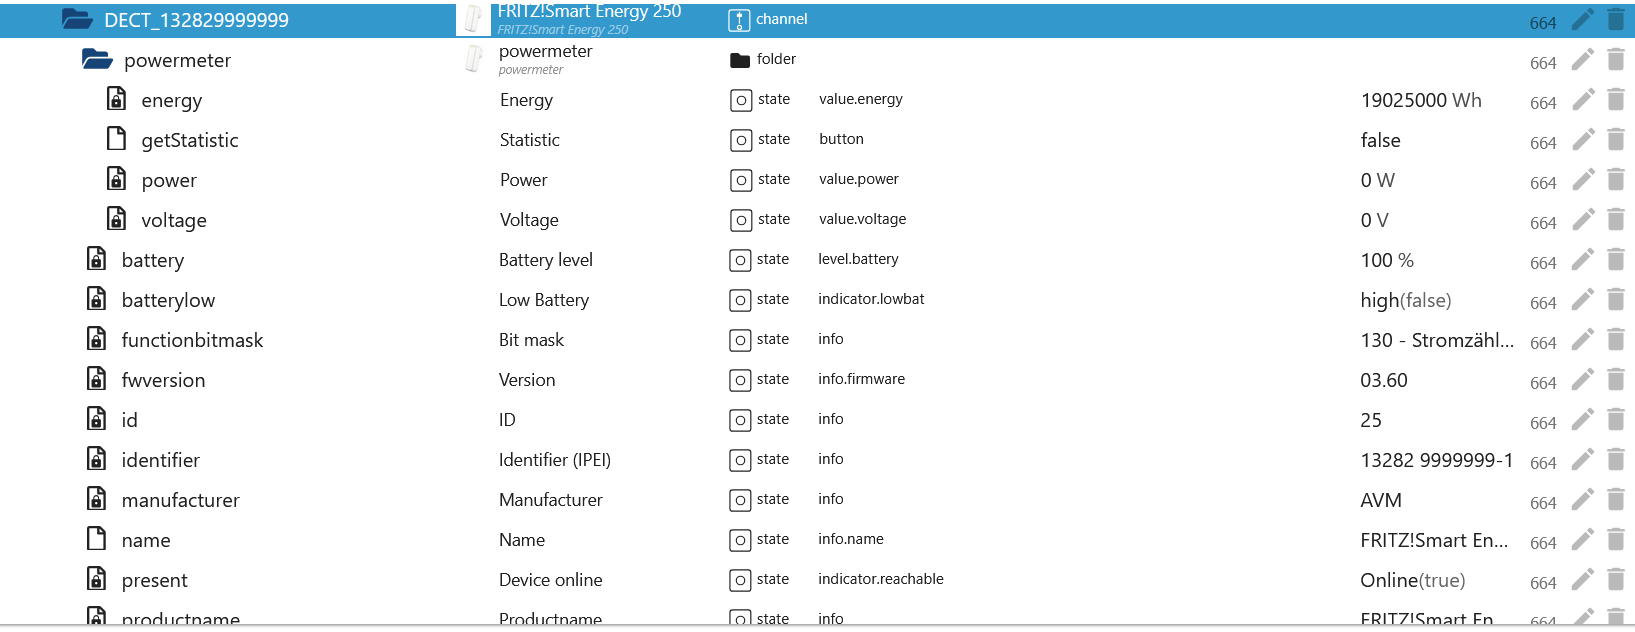 DECT_132829999999 FRITZ!Smart Energy 250 channel 664
FRITZ!Smart Energy 250
powermeter powermeter folder 664
powermeter
energy Energy state value.energy 19025000 Wh 664
getStatistic Statistic state button false 664
power Power state value.power 0 W 664
voltage Voltage state value.voltage 0 V 664
battery Battery level state level.battery 100 % 664
batterylow Low Battery state indicator.lowbat high(false) 664
functionbitmask Bit mask state info 130 - Stromzähl... 664
fwversion Version state info.firmware 03.60 664
id ID state info 25 664
identifier Identifier (IPEI) state info 13282 9999999-1 664
manufacturer Manufacturer state info AVM 664
name Name state info.name FRITZ!Smart En... 664
present Device online state indicator.reachable Online(true) 664
productname Productname state info FRITZ!Smart En... 664